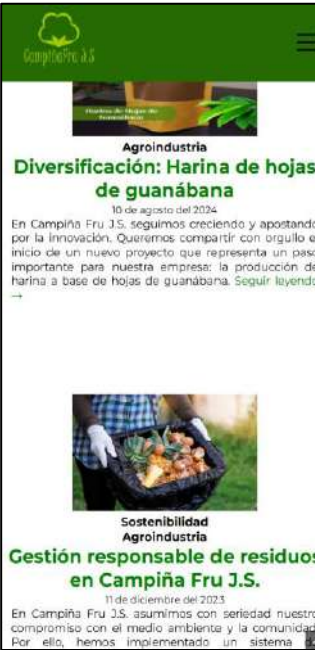 CampiñaFru J.S
Harina de Hojas de
Guanábana
Agroindustria
Diversificación: Harina de hojas
de guanábana
10 de agosto del 2024
En Campiña Fru J.S. seguimos creciendo y apostando
por la innovación. Queremos compartir con orgullo el
inicio de un nuevo proyecto que representa un paso
importante para nuestra empresa: la producción de
harina a base de hojas de guanábana. Seguir leyendo
→
Sostenibilidad
Agroindustria
Gestión responsable de residuos
en Campiña Fru J.S.
11 de diciembre del 2023
En Campiña Fru J.S. asumimos con seriedad nuestro
compromiso con el medio ambiente y la comunidad.
Por ello, hemos implementado un sistema